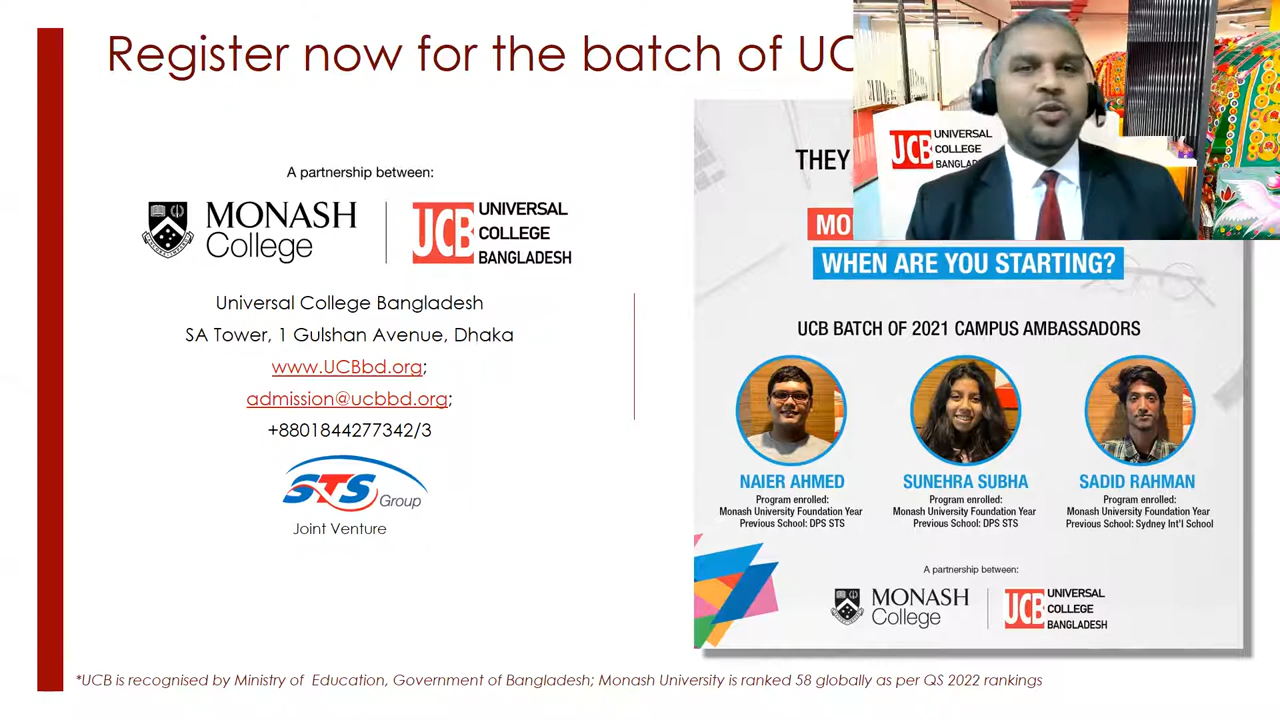 Register now for the batch of UC
A partnership between:
MONASH
College
UCB
UNIVERSAL
COLLEGE
BANGLADESH
Universal College Bangladesh
SA Tower, 1 Gulshan Avenue, Dhaka
www.UCBbd.org;
admission@ucbbd.org;
+8801844277342/3
STS Group
Joint Venture
UCB
UNIVERSAL
COLLEGE
BANGLAD
THEY
MO
WHEN ARE YOU STARTING?
UCB BATCH OF 2021 CAMPUS AMBASSADORS
NAIER AHMED
Program enrolled:
Monash University Foundation Year
Previous School: DPS STS
SUNEHRA SUBHA
Program enrolled:
Monash University Foundation Year
Previous School: DPS STS
SADID RAHMAN
Program enrolled:
Monash University Foundation Year
Previous School: Sydney Int'l School
A partnership between:
MONASH
College
UCB
UNIVERSAL
COLLEGE
BANGLADESH
*UCB is recognised by Ministry of  Education, Government of Bangladesh; Monash University is ranked 58 globally as per QS 2022 rankings